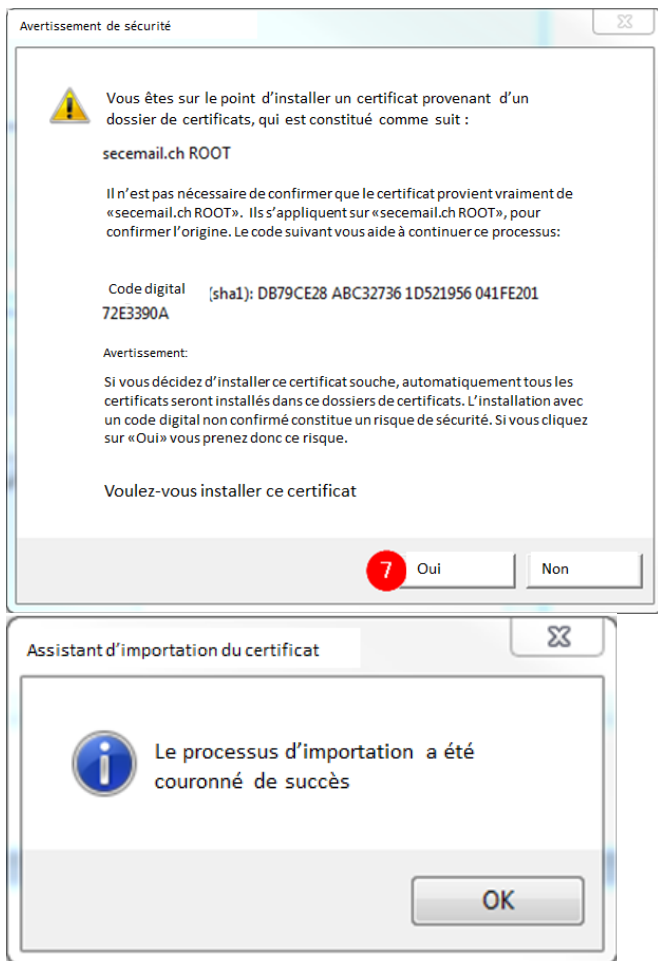 Avertissement de sécurité
Vous êtes sur le point d'installer un certificat provenant d'un
dossier de certificats, qui est constitué comme suit :
secemail.ch ROOT
Il n'est pas nécessaire de confirmer que le certificat provient vraiment de
«secemail.ch ROOT». Ils s'appliquent sur «secemail.ch ROOT», pour
confirmer l'origine. Le code suivant vous aide à continuer ce processus:
Code digital (sha1): DB79CE28 ABC32736 1D521956 041FE201
72E3390A
Avertissement:
Si vous décidez d'installer ce certificat souche, automatiquement tous les
certificats seront installés dans ce dossiers de certificats. L'installation avec
un code digital non confirmé constitue un risque de sécurité. Si vous cliquez
sur «Oui» vous prenez donc ce risque.
Voulez-vous installer ce certificat
7 Oui Non
Assistant d'importation du certificat
Le processus d'importation a été
couronné de succès
OK